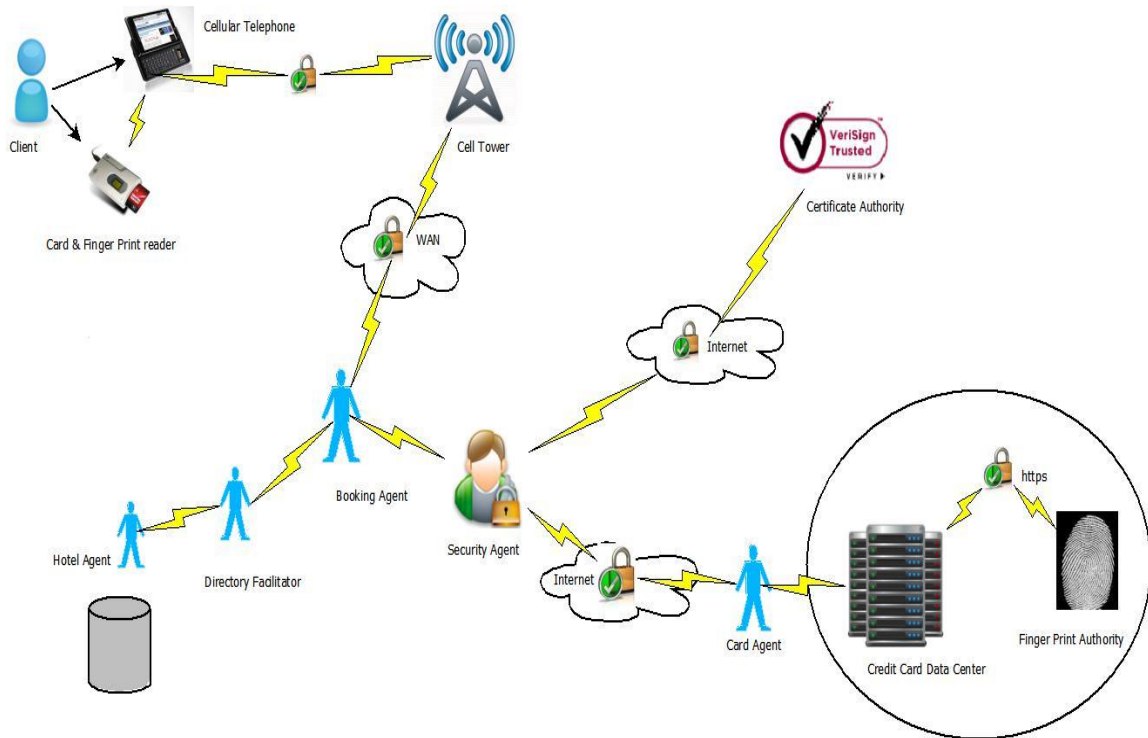 Cellular Telephone
Client
Cell Tower
VeriSign
Trusted
VERIFY
Card & Finger Print reader
WAN
Certificate Authority
Internet
Booking Agent
https
Security Agent
Hotel Agent
Directory Facilitator
Internet
Card Agent
Finger Print Authority
Credit Card Data Center